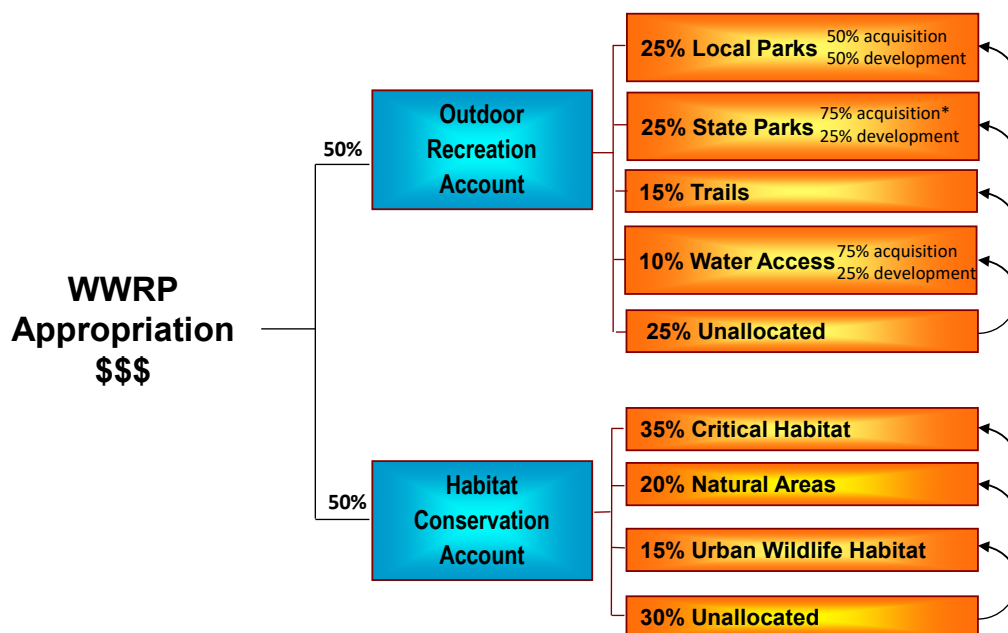 WWRP
Appropriation
$$$
50%
Outdoor
Recreation
Account
25% Local Parks
50% acquisition
50% development
25% State Parks
75% acquisition*
25% development
15% Trails
10% Water Access
75% acquisition
25% development
25% Unallocated
50%
Habitat
Conservation
Account
35% Critical Habitat
20% Natural Areas
15% Urban Wildlife Habitat
30% Unallocated